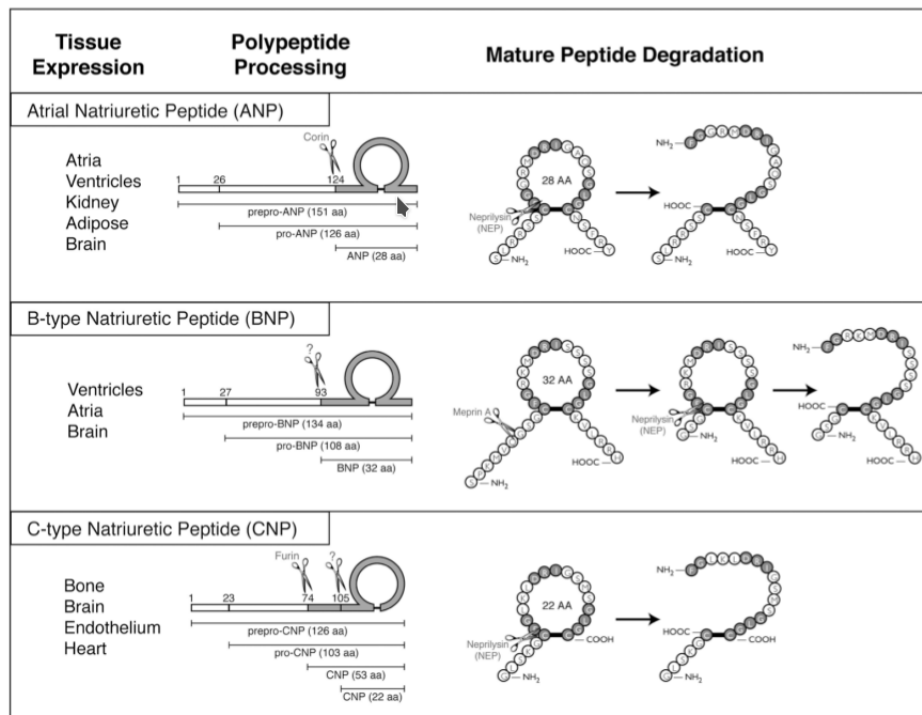 Tissue
Expression
Polypeptide
Processing
Mature Peptide Degradation
Atrial Natriuretic Peptide (ANP)
Atria
Ventricles
Kidney
Adipose
Brain
Corin
1 26 124
prepro-ANP (151 aa)
pro-ANP (126 aa)
ANP (28 aa)
28 AA
Neprilysin
(NEP)
S L R R S S
N S F R Y
NH2
HOOC
NH2
HOOC
S L R R S S
N S F R Y
NH2
HOOC
B-type Natriuretic Peptide (BNP)
Ventricles
Atria
Brain
?
1 27 93
prepro-BNP (134 aa)
pro-BNP (108 aa)
BNP (32 aa)
32 AA
Meprin A
S P K M V Q G S G
K V L R R H
NH2
HOOC
Neprilysin
(NEP)
G S G
K V L R R H
NH2
HOOC
NH2
HOOC
G S G
K V L R R H
NH2
HOOC
C-type Natriuretic Peptide (CNP)
Bone
Brain
Endothelium
Heart
Furin
?
1 23 74 105
prepro-CNP (126 aa)
pro-CNP (103 aa)
CNP (53 aa)
CNP (22 aa)
22 AA
Neprilysin
(NEP)
G L S K G
NH2
COOH
NH2
HOOC
COOH
G L S K G
NH2